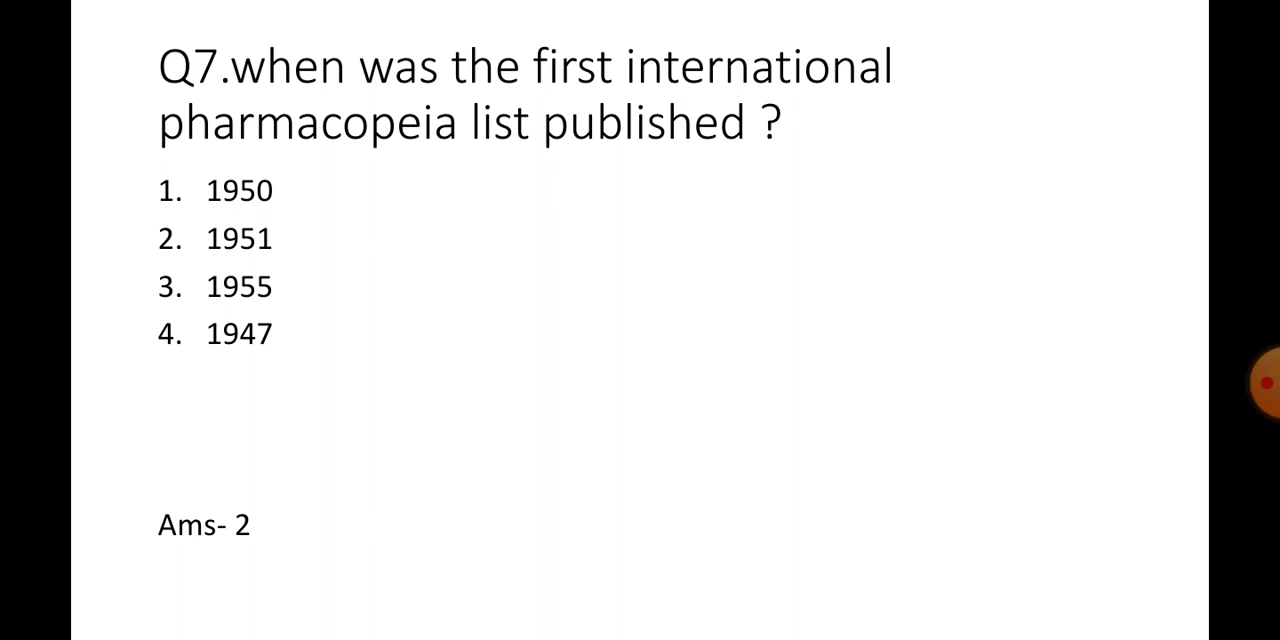 Q7.when was the first international
pharmacopeia list published ?
1. 1950
2. 1951
3. 1955
4. 1947
Ams- 2